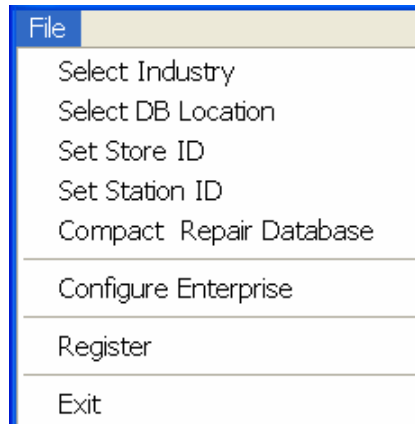 File
Select Industry
Select DB Location
Set Store ID
Set Station ID
Compact  Repair Database
Configure Enterprise
Register
Exit